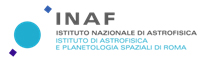 INAF
ISTITUTO NAZIONALE DI ASTROFISICA
ISTITUTO DI ASTROFISICA
E PLANETOLOGIA SPAZIALI DI ROMA